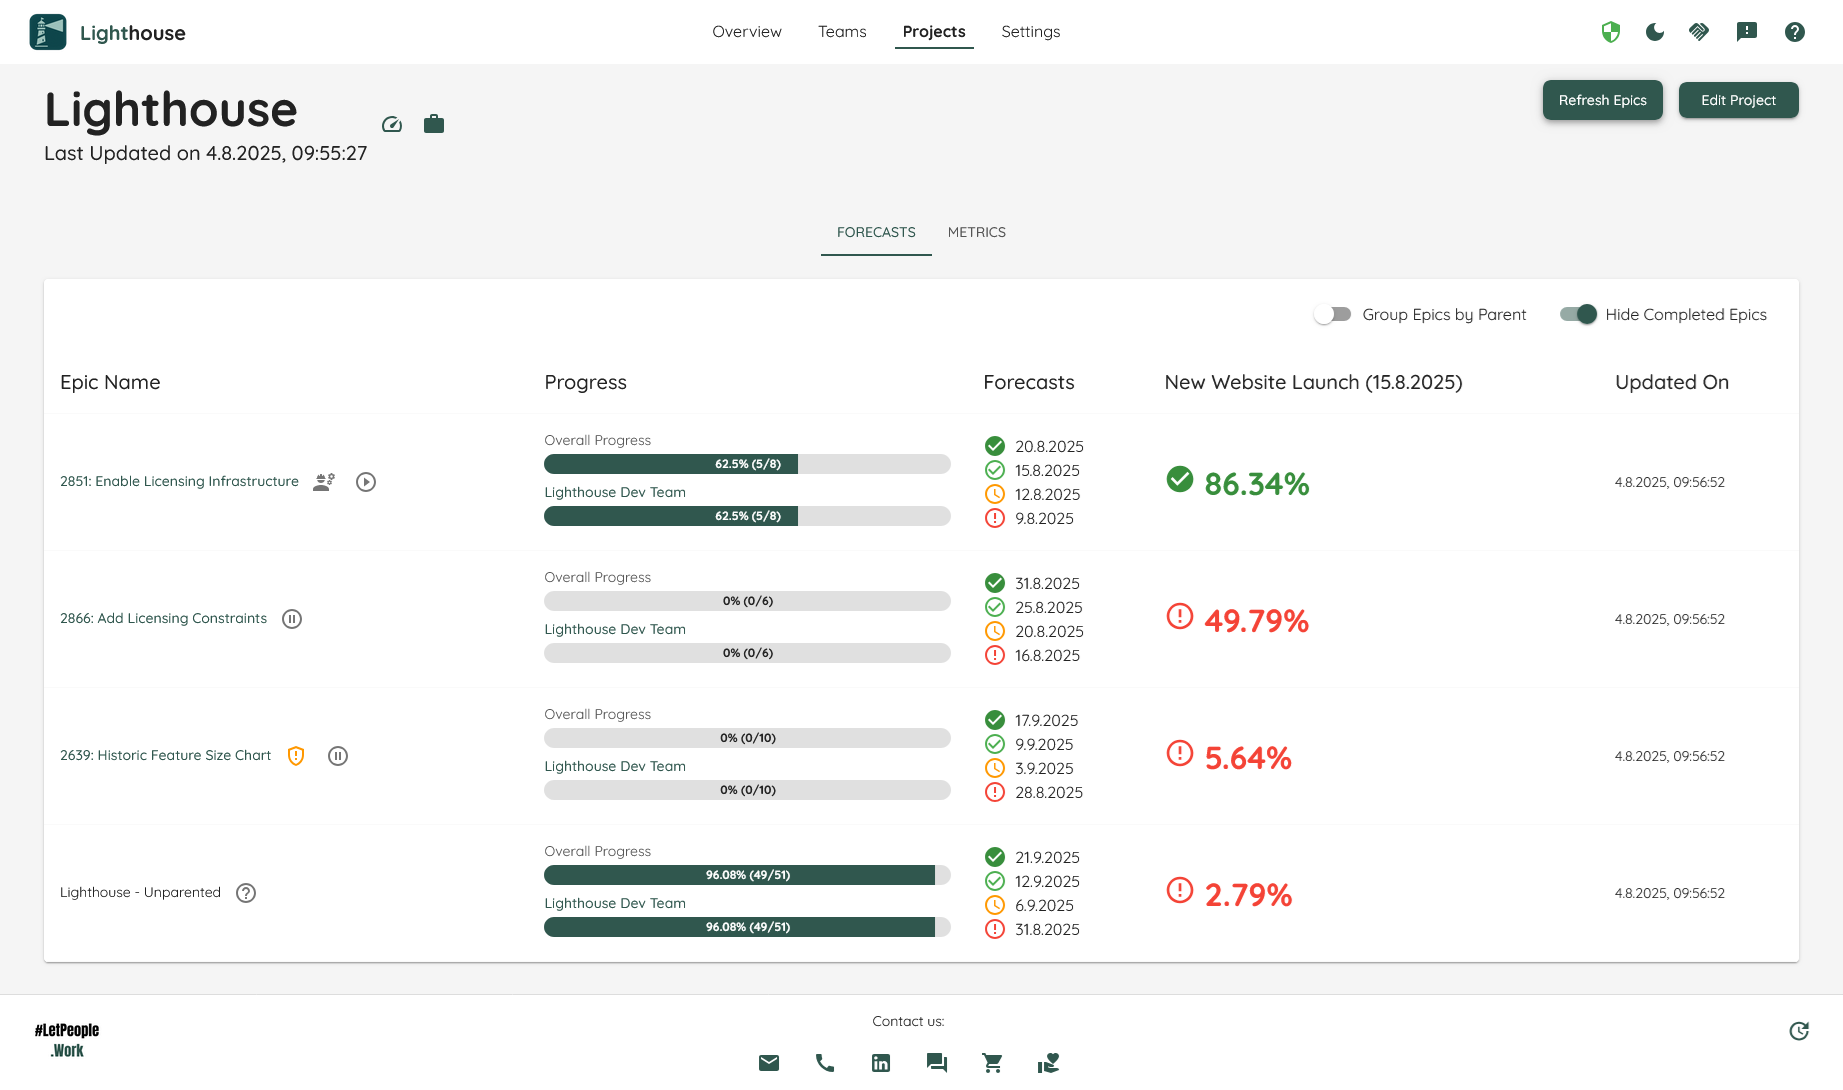 Lighthouse
Overview
Teams
Projects
Settings
Lighthouse
Last Updated on 4.8.2025, 09:55:27
Refresh Epics
Edit Project
FORECASTS
METRICS
Group Epics by Parent
Hide Completed Epics
Epic Name
Progress
Forecasts
New Website Launch (15.8.2025)
Updated On
2851: Enable Licensing Infrastructure
Overall Progress
62.5% (5/8)
Lighthouse Dev Team
62.5% (5/8)
20.8.2025
15.8.2025
12.8.2025
9.8.2025
86.34%
4.8.2025, 09:56:52
2866: Add Licensing Constraints
Overall Progress
0% (0/6)
Lighthouse Dev Team
0% (0/6)
31.8.2025
25.8.2025
20.8.2025
16.8.2025
49.79%
4.8.2025, 09:56:52
2639: Historic Feature Size Chart
Overall Progress
0% (0/10)
Lighthouse Dev Team
0% (0/10)
17.9.2025
9.9.2025
3.9.2025
28.8.2025
5.64%
4.8.2025, 09:56:52
Lighthouse - Unparented
Overall Progress
96.08% (49/51)
Lighthouse Dev Team
96.08% (49/51)
21.9.2025
12.9.2025
6.9.2025
31.8.2025
2.79%
4.8.2025, 09:56:52
#LetPeople
.Work
Contact us: